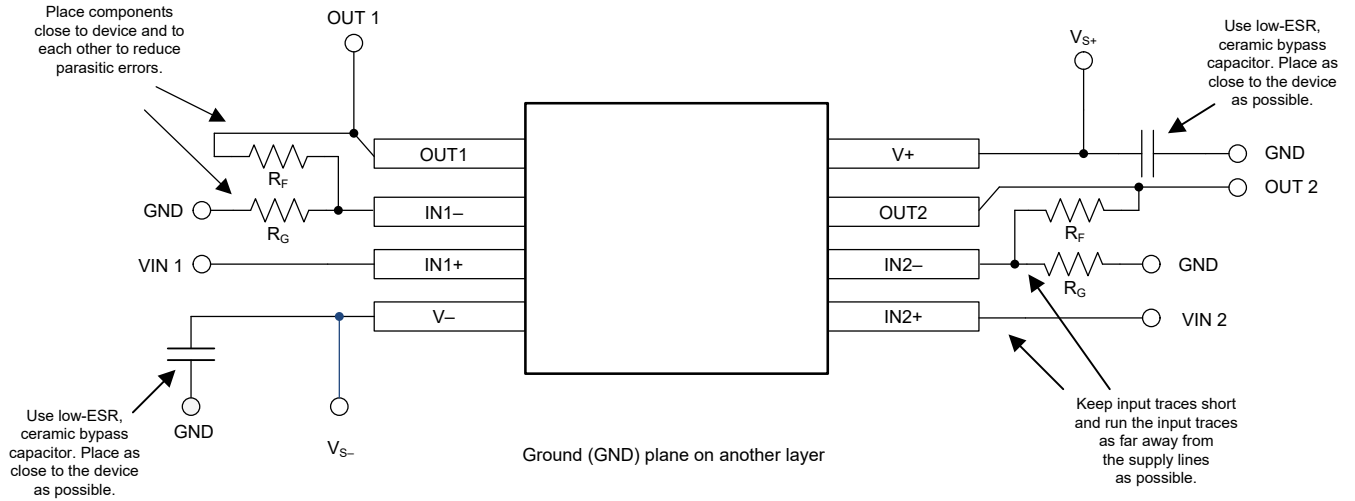 Place components
close to device and to
each other to reduce
parasitic errors.
OUT 1
VS+
Use low-ESR,
ceramic bypass
capacitor. Place as
close to the device
as possible.
OUT1
RF
GND
RG
IN1–
VIN 1
IN1+
V–
V+
GND
OUT 2
OUT2
RF
IN2–
RG
GND
IN2+
VIN 2
Use low-ESR,
ceramic bypass
capacitor. Place as
close to the device
as possible.
GND
VS–
Ground (GND) plane on another layer
Keep input traces short
and run the input traces
as far away from
the supply lines
as possible.